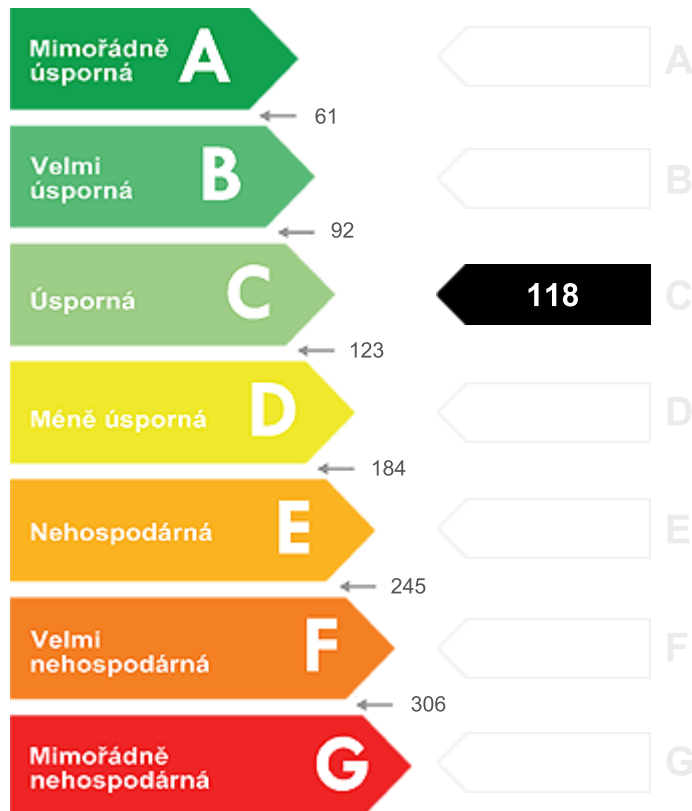 Mimořádně
úsporná
A
A
61
Velmi
úsporná
B
B
92
Úsporná
C
118
C
123
Méně úsporná
D
D
184
Nehospodárná
E
E
245
Velmi
nehospodárná
F
F
306
Mimořádně
nehospodárná
G
G